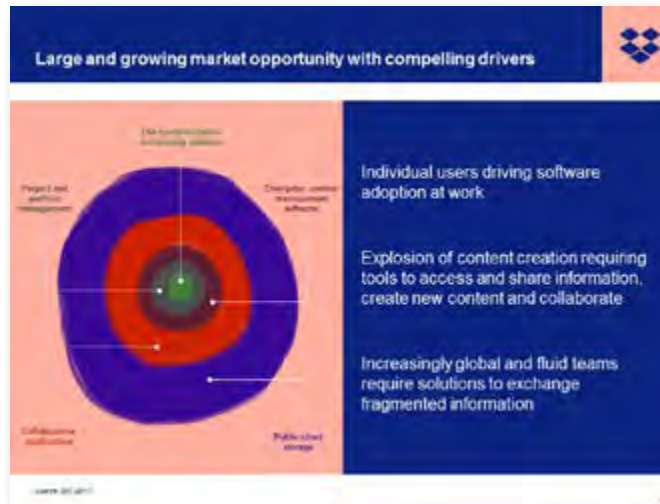 Large and growing market opportunity with compelling drivers
Project and
portfolio
management
Enterprise content
management
software
Individual users driving software
adoption at work
Explosion of content creation requiring
tools to access and share information,
create new content and collaborate
Increasingly global and fluid teams
require solutions to exchange
fragmented information
Collaborative
applications
Public cloud
storage